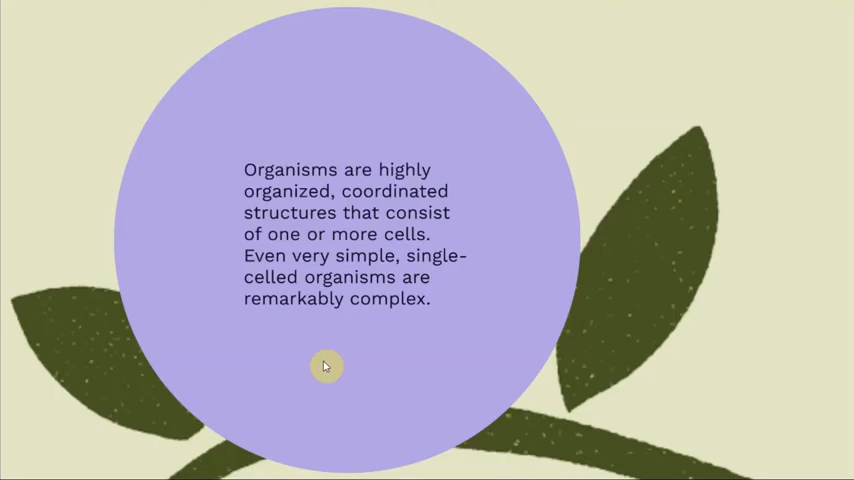 Organisms are highly
organized, coordinated
structures that consist
of one or more cells.
Even very simple, single-
celled organisms are
remarkably complex.